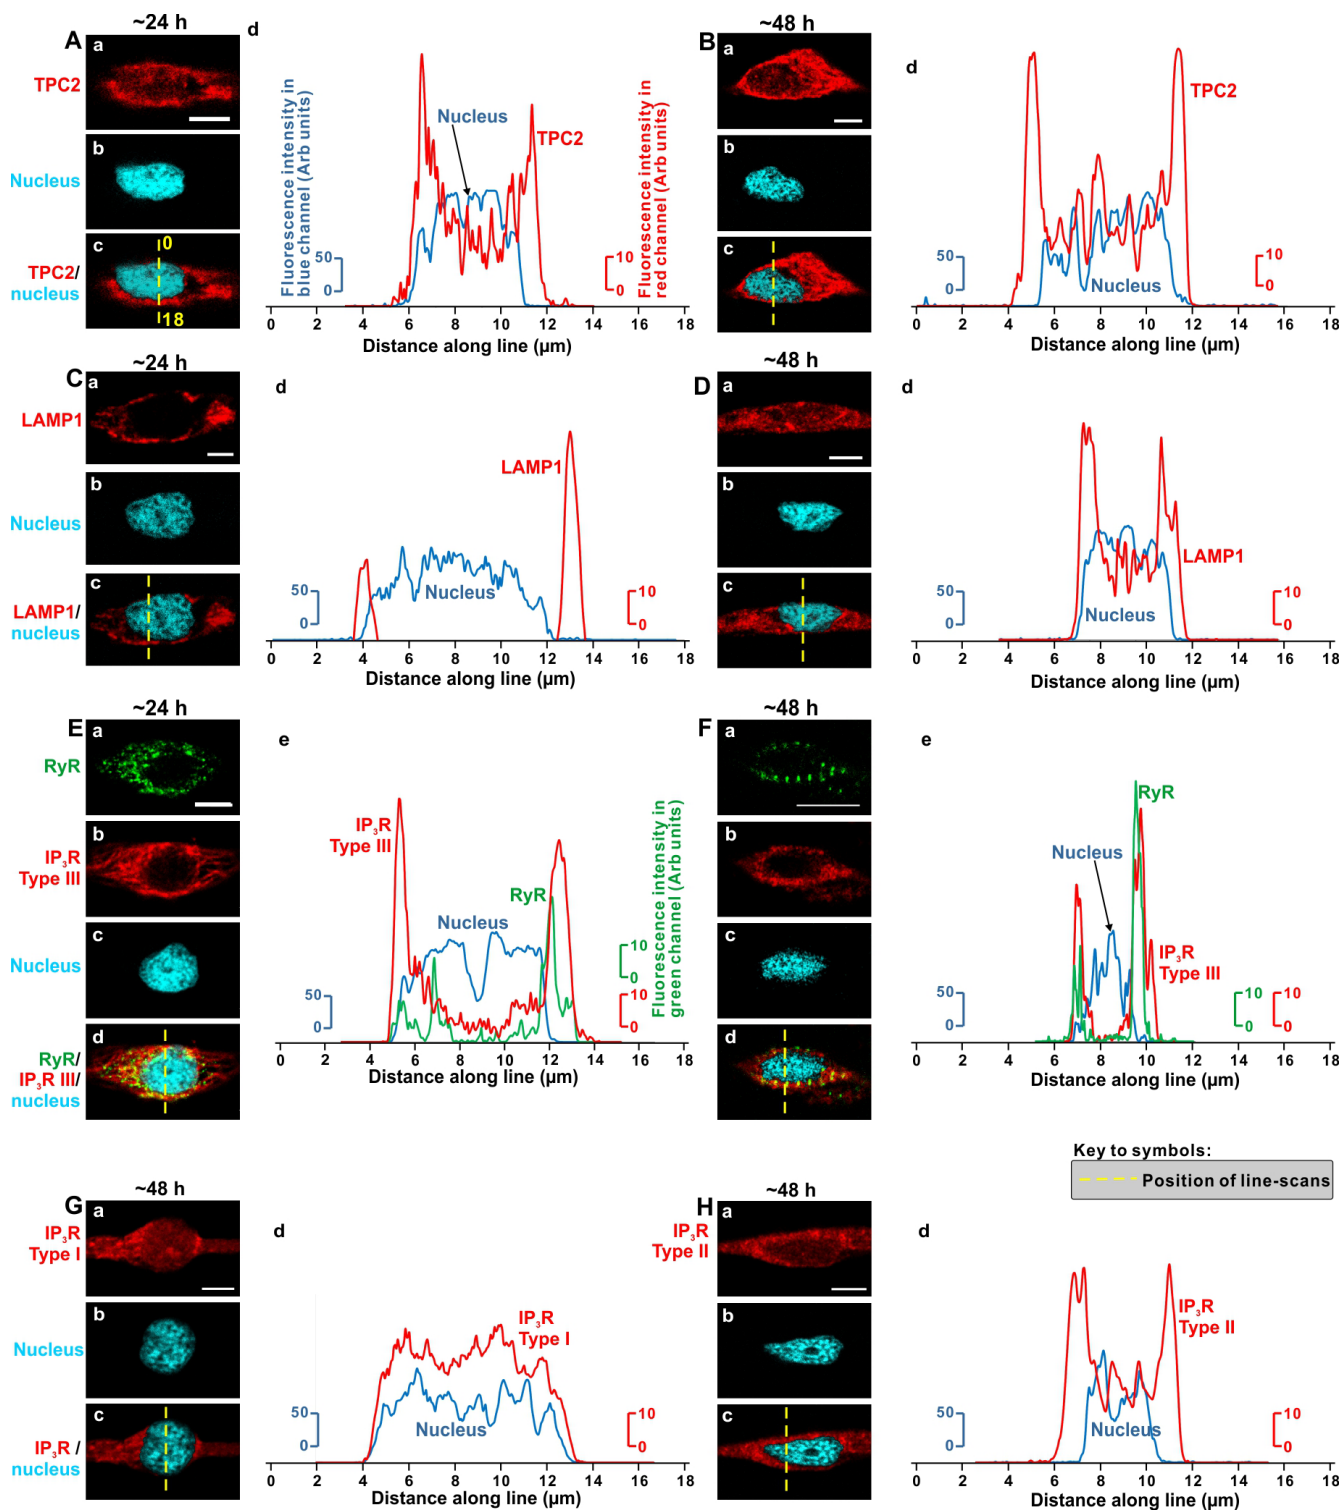 ~24 h
A
a
TPC2
b
Nucleus
c
0
18
TPC2/
nucleus
d
Fluorescence intensity in
blue channel (Arb units)
Nucleus
TPC2
Fluorescence intensity in
red channel (Arb units)
50
0
10
0
0 2 4 6 8 10 12 14 16 18
Distance along line (µm)
~48 h
B
a
b
c
d
TPC2
Nucleus
50
0
10
0
0 2 4 6 8 10 12 14 16 18
Distance along line (µm)
~24 h
C
a
LAMP1
b
Nucleus
c
LAMP1/
nucleus
d
LAMP1
Nucleus
50
0
10
0
0 2 4 6 8 10 12 14 16 18
Distance along line (µm)
~48 h
D
a
b
c
d
LAMP1
Nucleus
50
0
10
0
0 2 4 6 8 10 12 14 16 18
Distance along line (µm)
~24 h
E
a
RyR
b
IP3R
Type III
c
Nucleus
d
RyR/
IP3R III/
nucleus
e
IP3R
Type III
RyR
Nucleus
Fluorescence intensity in
green channel (Arb units)
50
0
10
0
10
0
0 2 4 6 8 10 12 14 16 18
Distance along line (µm)
~48 h
F
a
b
c
d
e
RyR
Nucleus
IP3R
Type III
50
0
10
0
10
0
0 2 4 6 8 10 12 14 16 18
Distance along line (µm)
Key to symbols:
Position of line-scans
~48 h
G
a
IP3R
Type I
b
Nucleus
c
IP3R /
nucleus
d
IP3R
Type I
Nucleus
50
0
10
0
0 2 4 6 8 10 12 14 16 18
Distance along line (µm)
~48 h
H
a
IP3R
Type II
b
c
d
IP3R
Type II
Nucleus
50
0
10
0
0 2 4 6 8 10 12 14 16 18
Distance along line (µm)